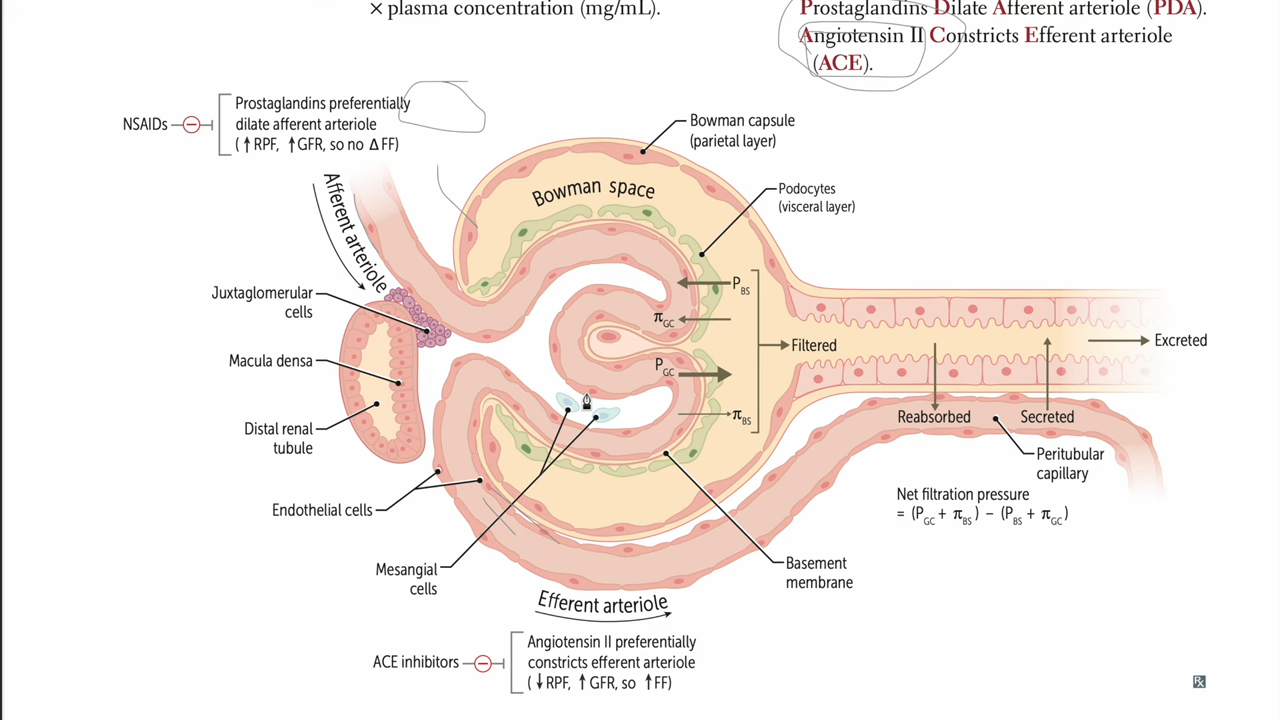 × plasma concentration (mg/mL).
Prostaglandins Dilate Afferent arteriole (PDA).
Angiotensin II Constricts Efferent arteriole
(ACE).
NSAIDs
Prostaglandins preferentially
dilate afferent arteriole
(↑RPF, ↑GFR, so no Δ FF)
Afferent arteriole
Bowman capsule
(parietal layer)
Bowman space
Podocytes
(visceral layer)
Juxtaglomerular
cells
Macula densa
Distal renal
tubule
Endothelial cells
Mesangial
cells
P_BS
π_GC
P_GC
π_BS
Filtered
Excreted
Reabsorbed
Secreted
Peritubular
capillary
Net filtration pressure
= (P_GC + π_BS) − (P_BS + π_GC)
Basement
membrane
Efferent arteriole
ACE inhibitors
Angiotensin II preferentially
constricts efferent arteriole
(↓RPF, ↑GFR, so ↑FF)
Rx